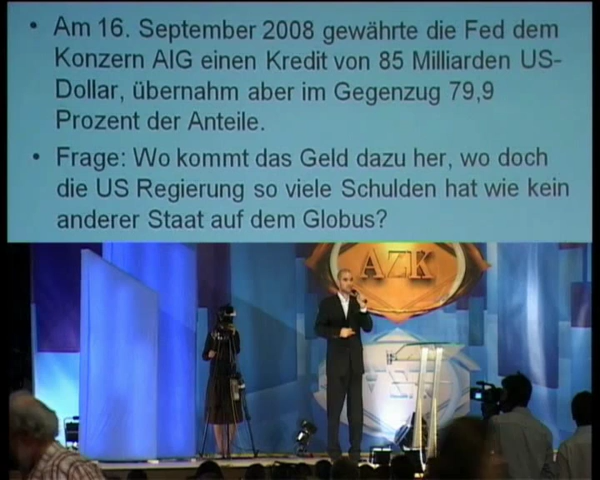 • Am 16. September 2008 gewährte die Fed dem
Konzern AIG einen Kredit von 85 Milliarden US-
Dollar, übernahm aber im Gegenzug 79,9
Prozent der Anteile.
• Frage: Wo kommt das Geld dazu her, wo doch
die US Regierung so viele Schulden hat wie kein
anderer Staat auf dem Globus?
AZK